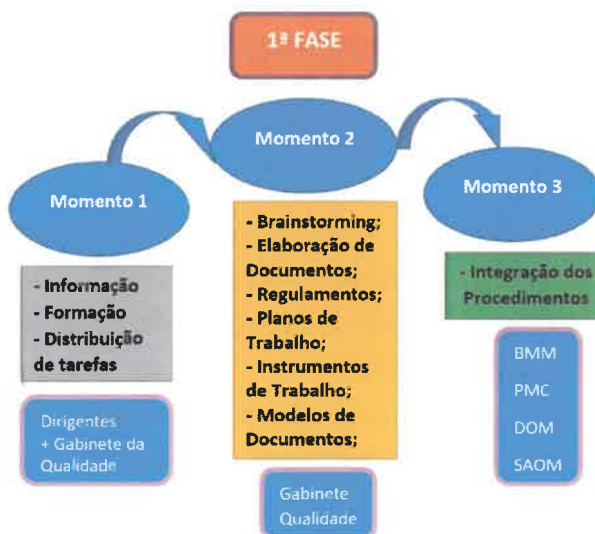 1ª FASE
Momento 1
- Informação
- Formação
- Distribuição
de tarefas
Dirigentes
+ Gabinete da
Qualidade
Momento 2
- Brainstorming;
- Elaboração de
Documentos;
- Regulamentos;
- Planos de
Trabalho;
- Instrumentos
de Trabalho;
- Modelos de
Documentos;
Gabinete
Qualidade
Momento 3
- Integração dos
Procedimentos
BMM
PMC
DOM
SAOM